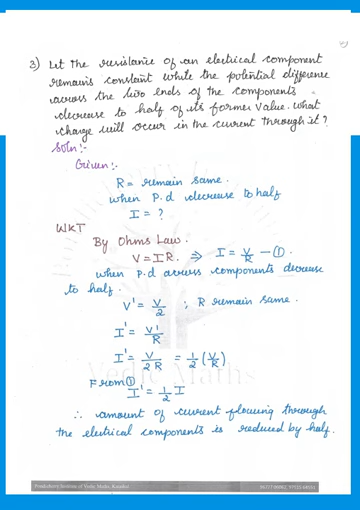 3) Let the resistance of an electrical component
remains constant while the potential difference
across the two ends of the components
decrease to half of its former value. What
change will occur in the current through it?
Soln:-
Given:-
R = remain same.
when P.d decrease to half
I = ?
WKT
By Ohms Law.
V = IR. ⇒ I = V/R — ①.
when P.d across components decrease
to half.
V' = V/2 ; R remain same.
I' = V'/R
I' = V/2R = 1/2 (V/R)
From ①
I' = 1/2 I
∴ amount of current flowing through
the electrical components is reduced by half.
Vedic Maths